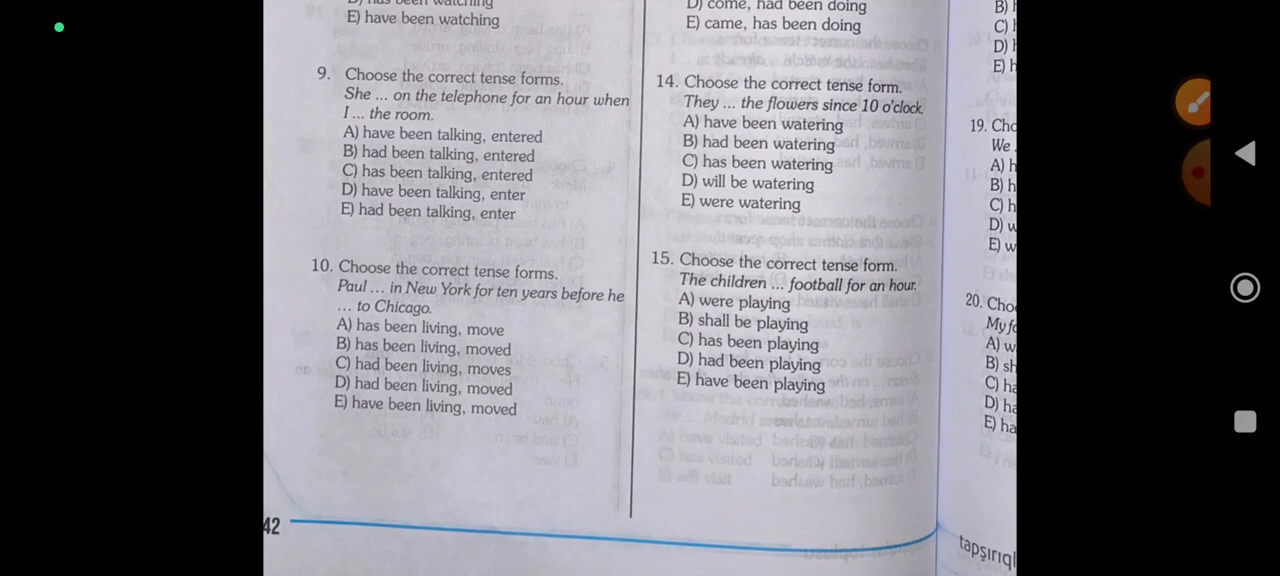 E) have been watching
9. Choose the correct tense forms.
She ... on the telephone for an hour when
I ... the room.
A) have been talking, entered
B) had been talking, entered
C) has been talking, entered
D) have been talking, enter
E) had been talking, enter
10. Choose the correct tense forms.
Paul ... in New York for ten years before he
... to Chicago.
A) has been living, move
B) has been living, moved
C) had been living, moves
D) had been living, moved
E) have been living, moved
42
D) come, had been doing
E) came, has been doing
14. Choose the correct tense form.
They ... the flowers since 10 o'clock.
A) have been watering
B) had been watering
C) has been watering
D) will be watering
E) were watering
15. Choose the correct tense form.
The children ... football for an hour.
A) were playing
B) shall be playing
C) has been playing
D) had been playing
E) have been playing
B)
C)
D)
E)
19.
We
A)
B)
C)
D)
E)
20.
A)
B)
C)
D)
E)